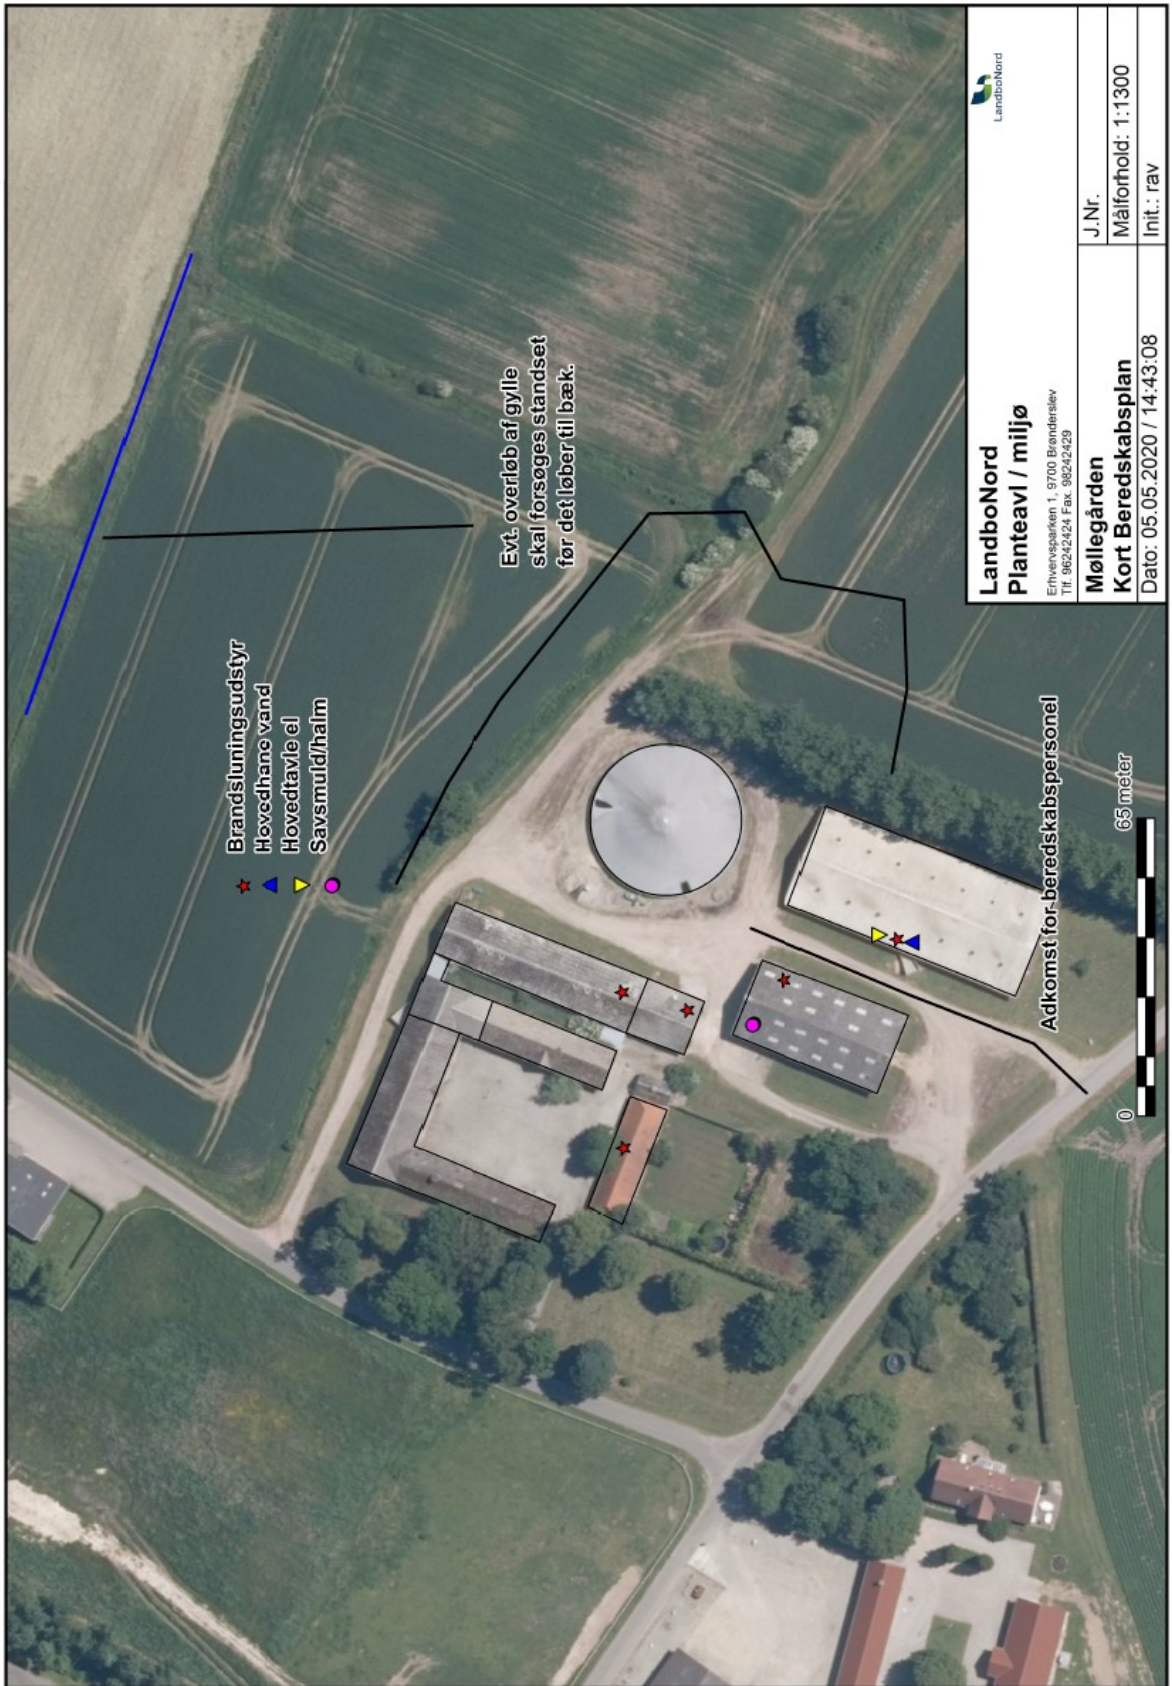 Brandsluningsudstyr
Hovedhane vand
Hovedtavle el
Savsmuld/halm
Evt. overløb af gylle
skal forsøges standset
før det løber til bæk.
Adkomst for beredskabspersonel
0
65 meter
LandboNord
LandboNord
Planteavl / miljø
Erhvervsparken 1, 9700 Brønderslev
Tlf. 96242424 Fax. 98242429
Møllegården
Kort Beredskabsplan
J.Nr.
Målforhold: 1:1300
Dato: 05.05.2020 / 14:43:08
Init.: rav